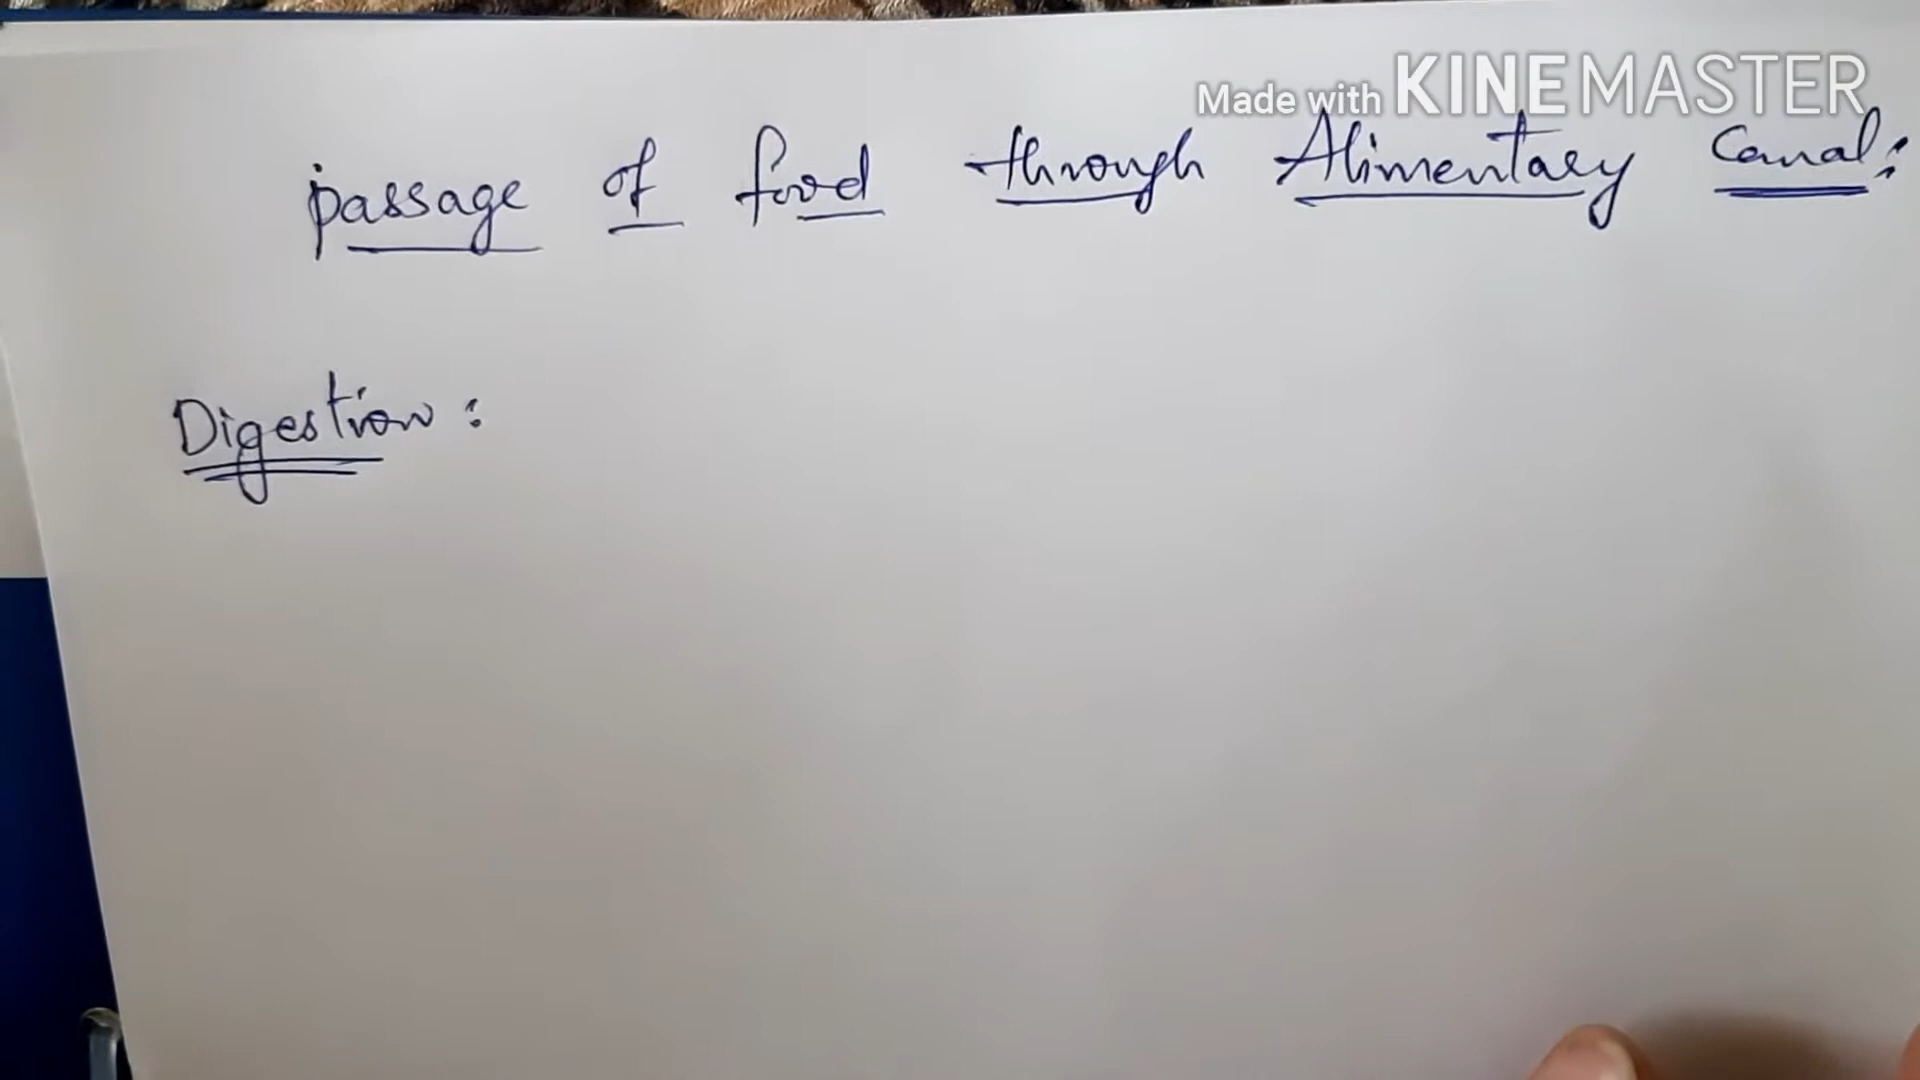 Made with KINEMASTER
passage of food through Alimentary Canal:
Digestion: